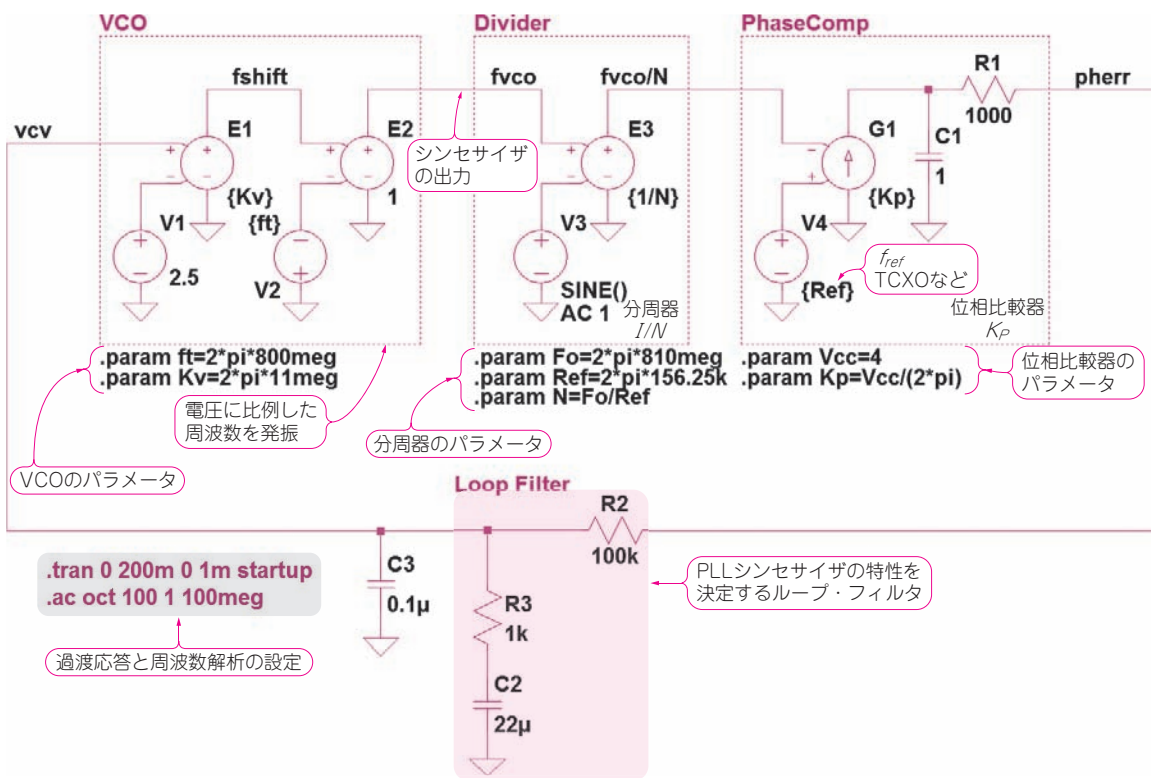 VCO
Divider
PhaseComp
vcv
fshift
E1
{Kv}
V1
2.5
E2
1
{ft}
V2
fvco
シンセサイザ
の出力
fvco/N
E3
{1/N}
V3
SINE()
AC 1
分周器
I/N
G1
{Kp}
V4
{Ref}
C1
1
R1
1000
pherr
fref
TCXOなど
位相比較器
KP
.param ft=2*pi*800meg
.param Kv=2*pi*11meg
.param Fo=2*pi*810meg
.param Ref=2*pi*156.25k
.param N=Fo/Ref
.param Vcc=4
.param Kp=Vcc/(2*pi)
位相比較器の
パラメータ
電圧に比例した
周波数を発振
VCOのパラメータ
分周器のパラメータ
Loop Filter
R2
100k
.tran 0 200m 0 1m startup
.ac oct 100 1 100meg
過渡応答と周波数解析の設定
C3
0.1µ
R3
1k
C2
22µ
PLLシンセサイザの特性を
決定するループ・フィルタ
+
−
+
−
+
−
+
−
+
−
−
+
+
−
+
−
+
−
−
+
+
−